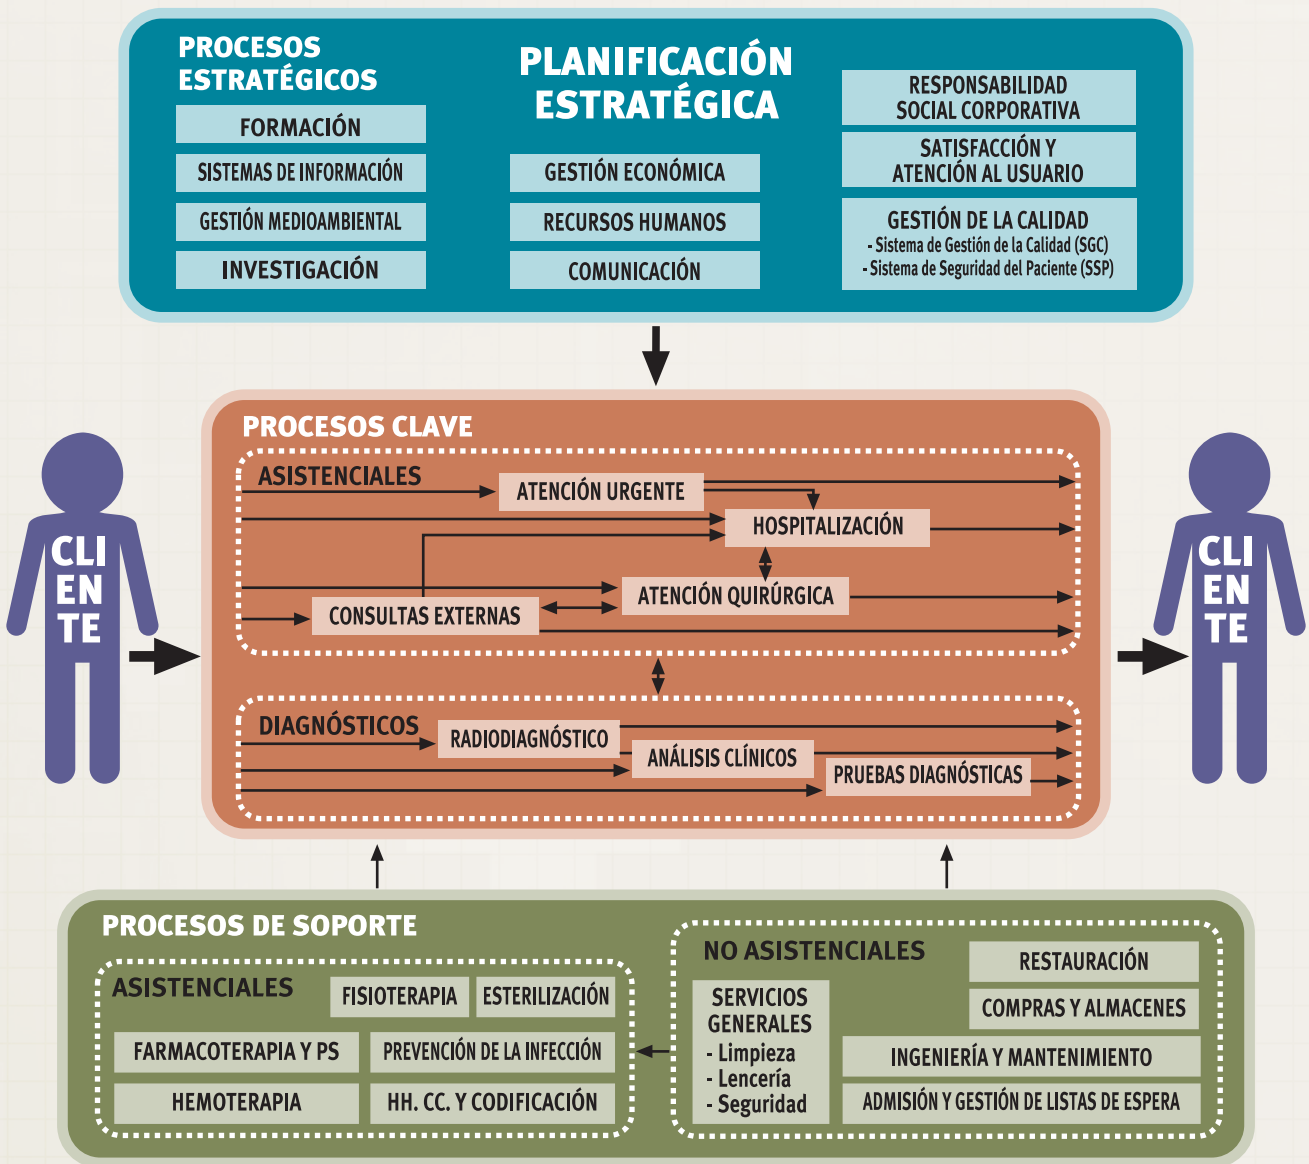 PROCESOS
ESTRATÉGICOS
FORMACIÓN
SISTEMAS DE INFORMACIÓN
GESTIÓN MEDIOAMBIENTAL
INVESTIGACIÓN
PLANIFICACIÓN
ESTRATÉGICA
GESTIÓN ECONÓMICA
RECURSOS HUMANOS
COMUNICACIÓN
RESPONSABILIDAD
SOCIAL CORPORATIVA
SATISFACCIÓN Y
ATENCIÓN AL USUARIO
GESTIÓN DE LA CALIDAD
- Sistema de Gestión de la Calidad (SGC)
- Sistema de Seguridad del Paciente (SSP)
CLI
EN
TE
PROCESOS CLAVE
ASISTENCIALES
ATENCIÓN URGENTE
HOSPITALIZACIÓN
ATENCIÓN QUIRÚRGICA
CONSULTAS EXTERNAS
DIAGNÓSTICOS
RADIODIAGNÓSTICO
ANÁLISIS CLÍNICOS
PRUEBAS DIAGNÓSTICAS
CLI
EN
TE
PROCESOS DE SOPORTE
ASISTENCIALES
FISIOTERAPIA
ESTERILIZACIÓN
FARMACOTERAPIA Y PS
PREVENCIÓN DE LA INFECCIÓN
HEMOTERAPIA
HH. CC. Y CODIFICACIÓN
NO ASISTENCIALES
SERVICIOS
GENERALES
- Limpieza
- Lencería
- Seguridad
RESTAURACIÓN
COMPRAS Y ALMACENES
INGENIERÍA Y MANTENIMIENTO
ADMISIÓN Y GESTIÓN DE LISTAS DE ESPERA